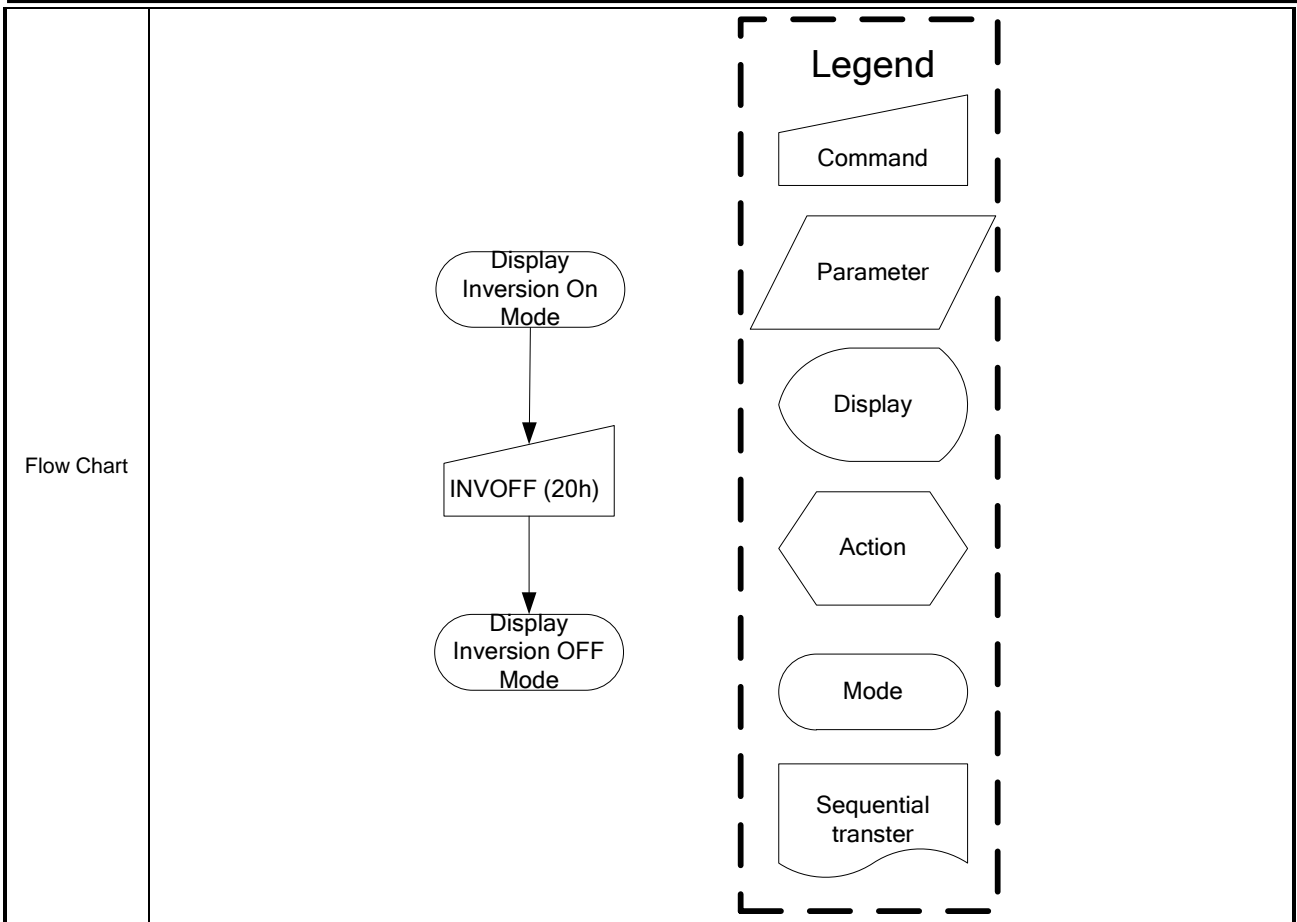 Flow Chart
Display
Inversion On
Mode
INVOFF (20h)
Display
Inversion OFF
Mode
Legend
Command
Parameter
Display
Action
Mode
Sequential
transter